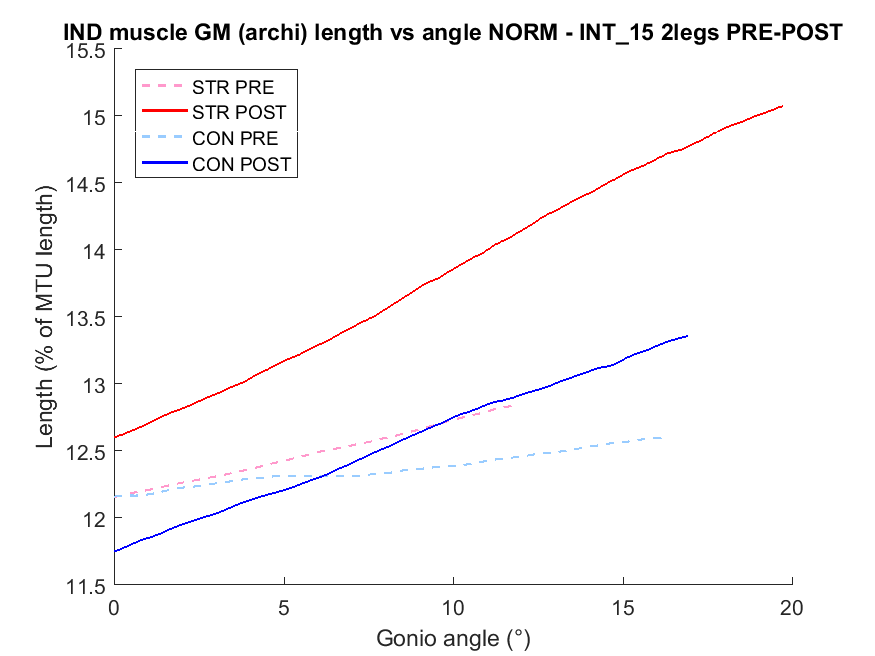 IND muscle GM (archi) length vs angle NORM - INT_15 2legs PRE-POST
15.5
15
14.5
14
13.5
13
12.5
12
11.5
Length (% of MTU length)
STR PRE
STR POST
CON PRE
CON POST
0 5 10 15 20
Gonio angle (°)